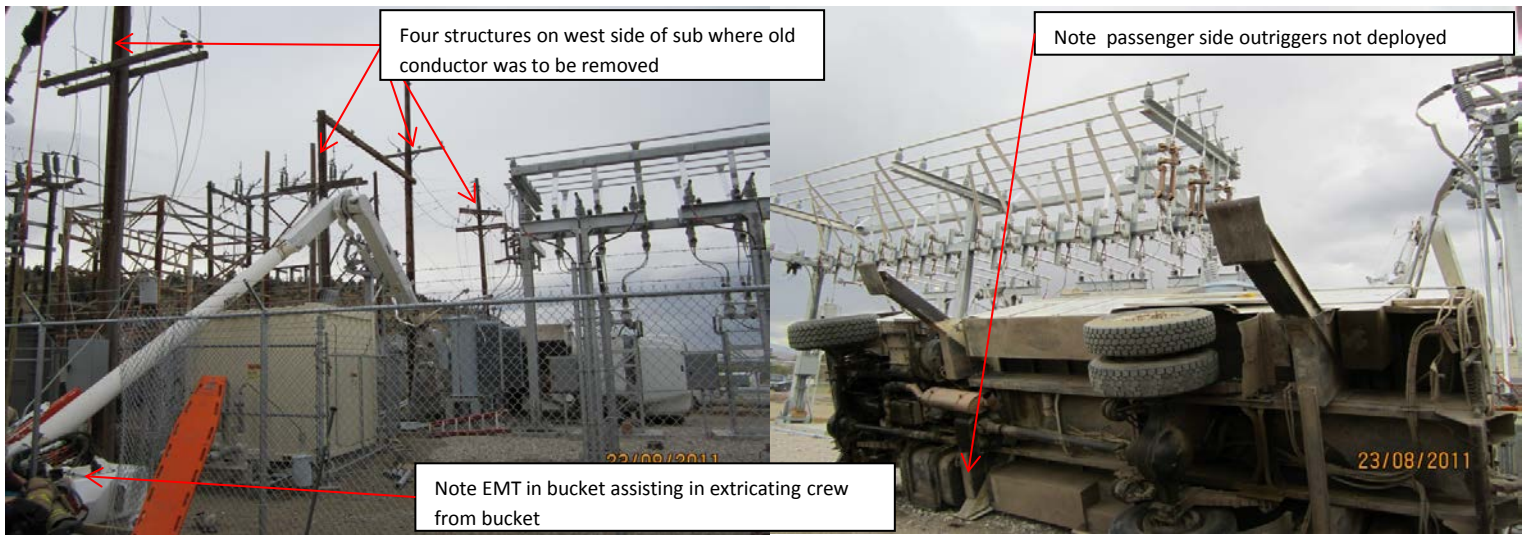 Four structures on west side of sub where old
conductor was to be removed
Note passenger side outriggers not deployed
Note EMT in bucket assisting in extricating crew
from bucket
23/08/2011
23/08/2011